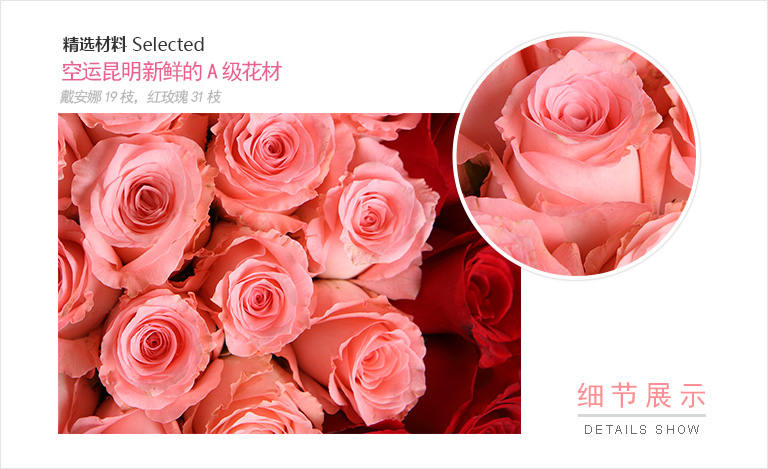 精选材料 Selected
空运昆明新鲜的 A 级花材
戴安娜 19 枝，红玫瑰 31 枝
细节展示
DETAILS SHOW